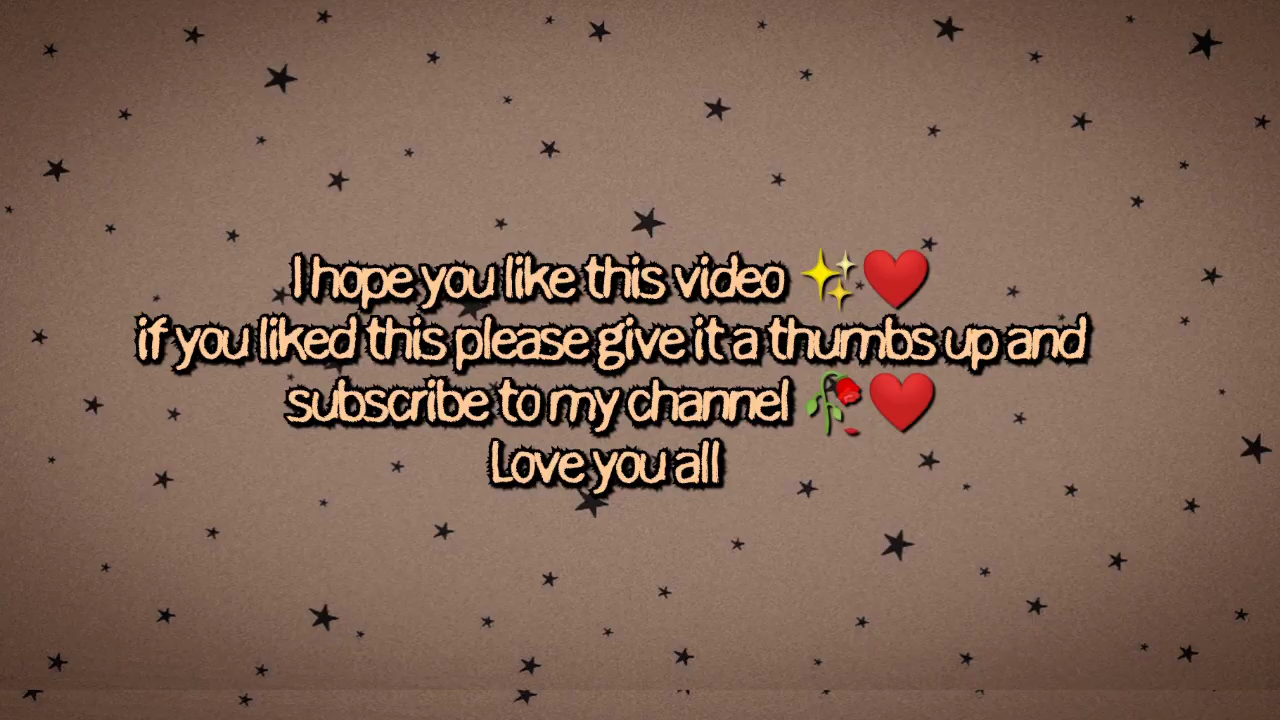 I hope you like this video ✨❤️
if you liked this please give it a thumbs up and
subscribe to my channel 🥀❤️
Love you all